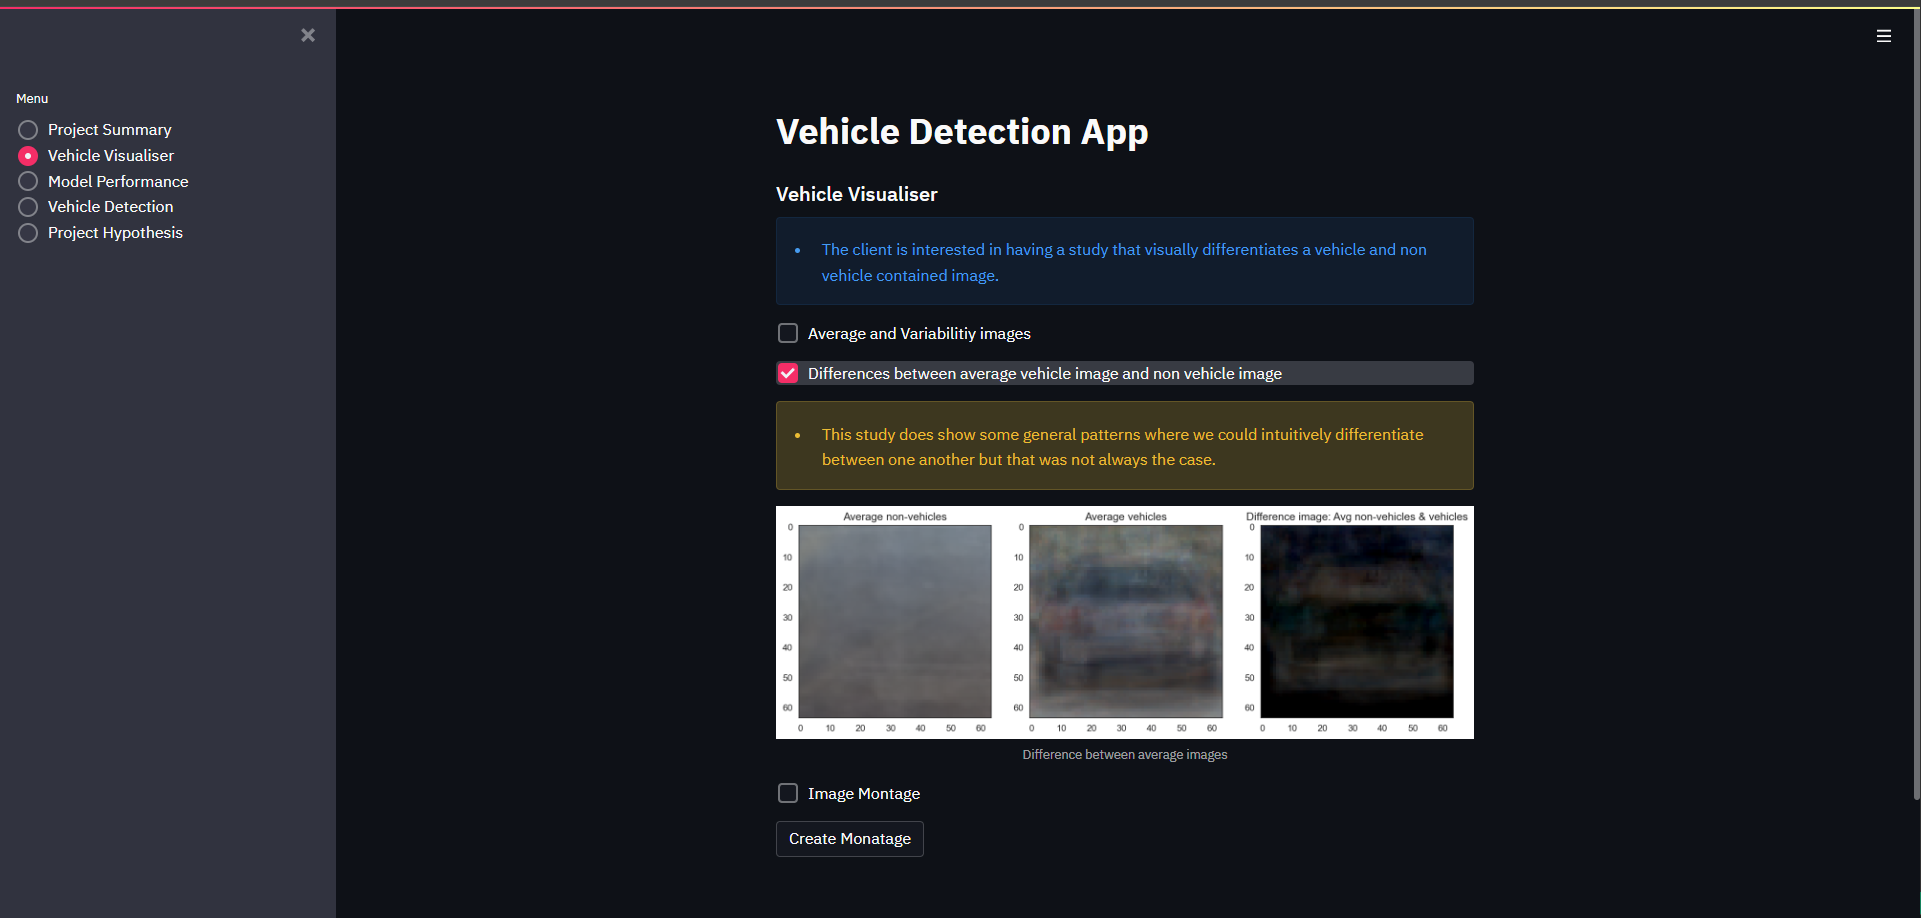 Menu
Project Summary
Vehicle Visualiser
Model Performance
Vehicle Detection
Project Hypothesis
Vehicle Detection App
Vehicle Visualiser
The client is interested in having a study that visually differentiates a vehicle and non
vehicle contained image.
Average and Variabilitiy images
Differences between average vehicle image and non vehicle image
This study does show some general patterns where we could intuitively differentiate
between one another but that was not always the case.
Average non-vehicles
0
10
20
30
40
50
60
0 10 20 30 40 50 60
Average vehicles
0
10
20
30
40
50
60
0 10 20 30 40 50 60
Difference image: Avg non-vehicles & vehicles
0
10
20
30
40
50
60
0 10 20 30 40 50 60
Difference between average images
Image Montage
Create Monatage